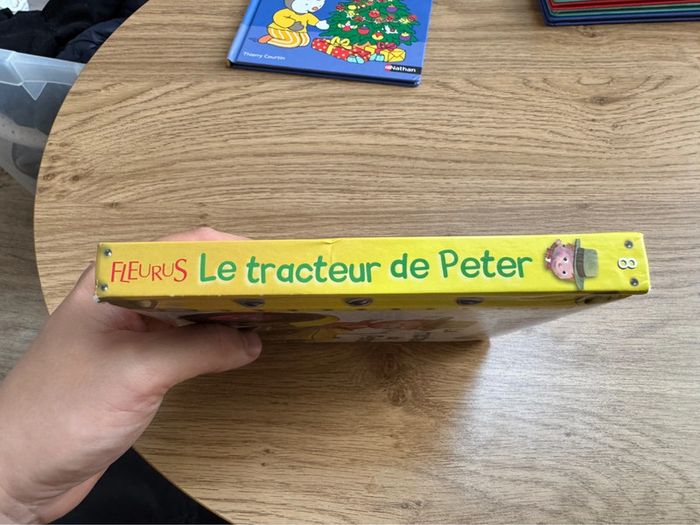 Thierry Courtin
Nathan
FLEURUS Le tracteur de Peter 8